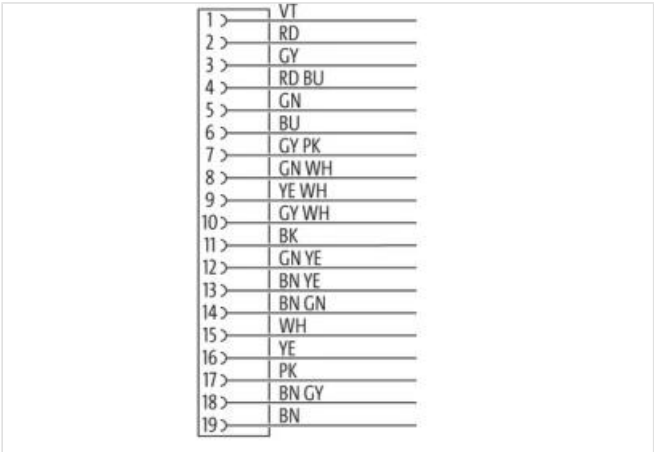 1 VT
2 RD
3 GY
4 RD BU
5 GN
6 BU
7 GY PK
8 GN WH
9 YE WH
10 GY WH
11 BK
12 GN YE
13 BN YE
14 BN GN
15 WH
16 YE
17 PK
18 BN GY
19 BN